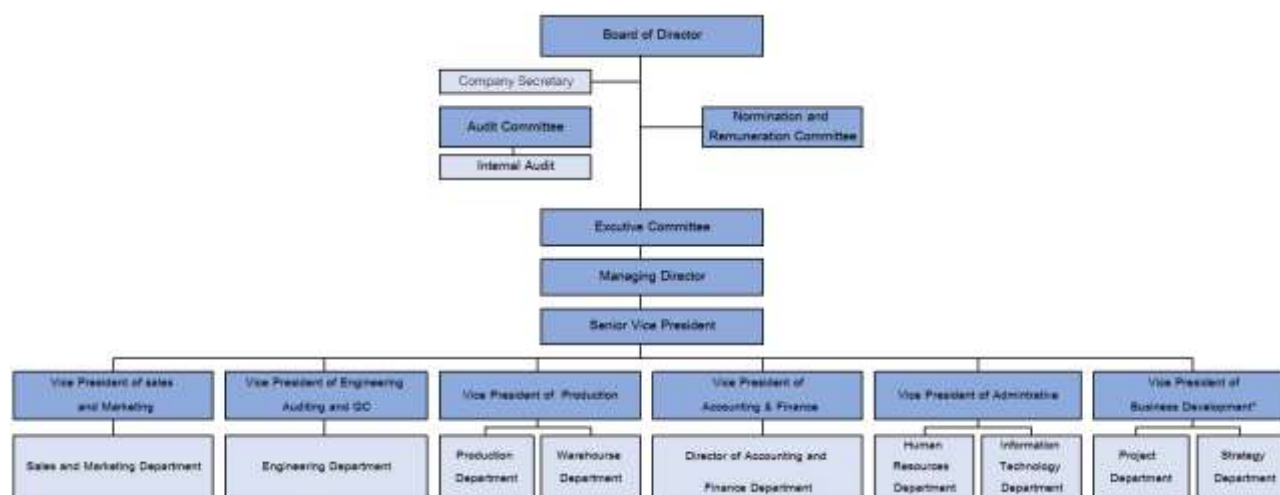 Board of Director
Company Secretary
Audit Committee
Normination and
Remuneration Committee
Internal Audit
Excutive Committee
Managing Director
Senior Vice President
Vice President of sales
and Marketing
Vice President of Engineering
Auditing and QC
Vice President of Production
Vice President of
Accounting & Finance
Vice President of Admintrative
Vice President of
Business Development*
Sales and Marketing Department
Engineering Department
Production
Department
Warehourse
Department
Director of Accounting and
Finance Department
Human
Resources
Department
Information
Technology
Department
Project
Department
Strategy
Department